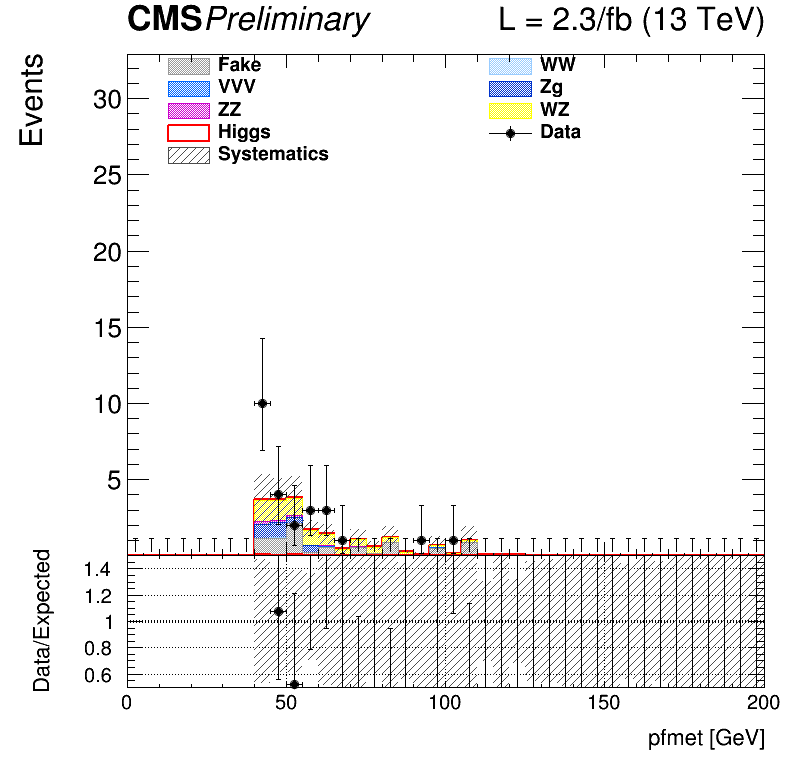 CMS Preliminary L = 2.3/fb (13 TeV)
Events
Fake WW
VVV Zg
ZZ WZ
Higgs Data
Systematics
30
25
20
15
10
5
Data/Expected
1.4
1.2
1
0.8
0.6
0 50 100 150 200
pfmet [GeV]